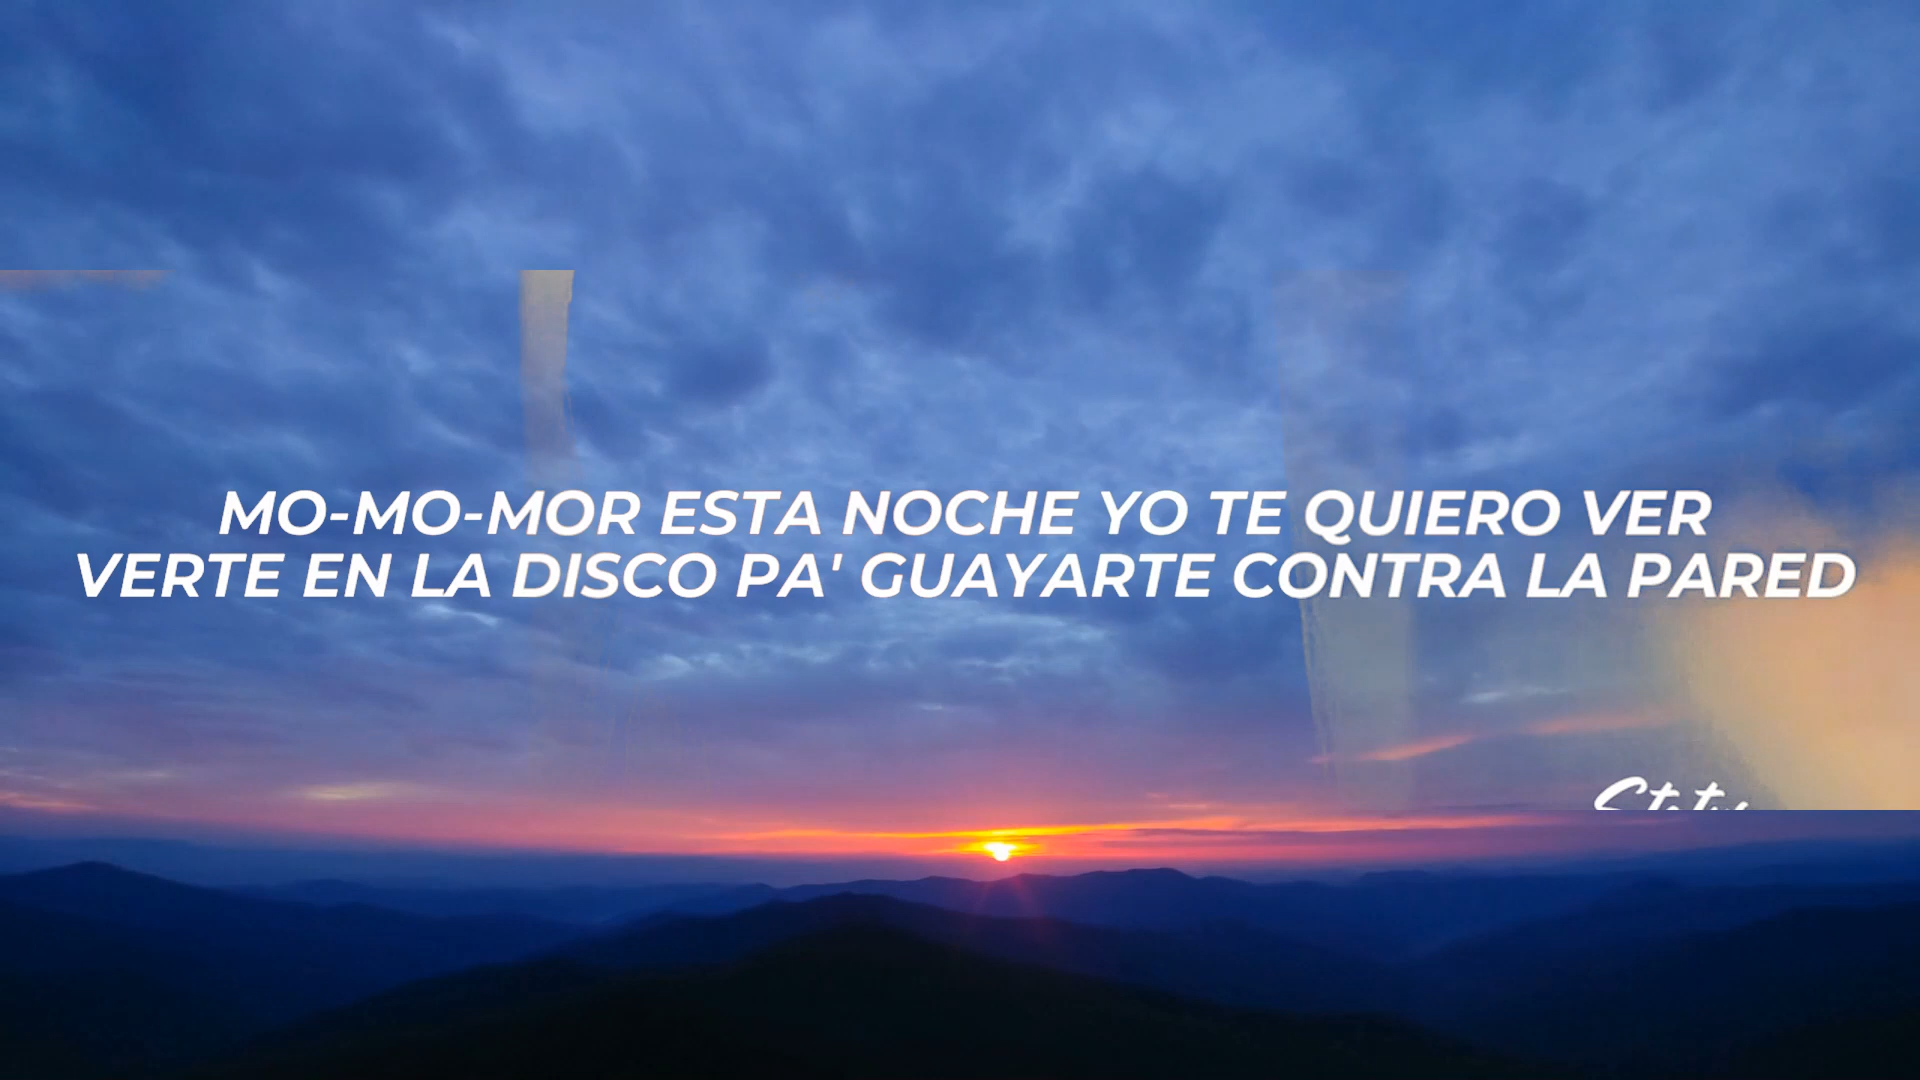 MO-MO-MOR ESTA NOCHE YO TE QUIERO VER
VERTE EN LA DISCO PA' GUAYARTE CONTRA LA PARED